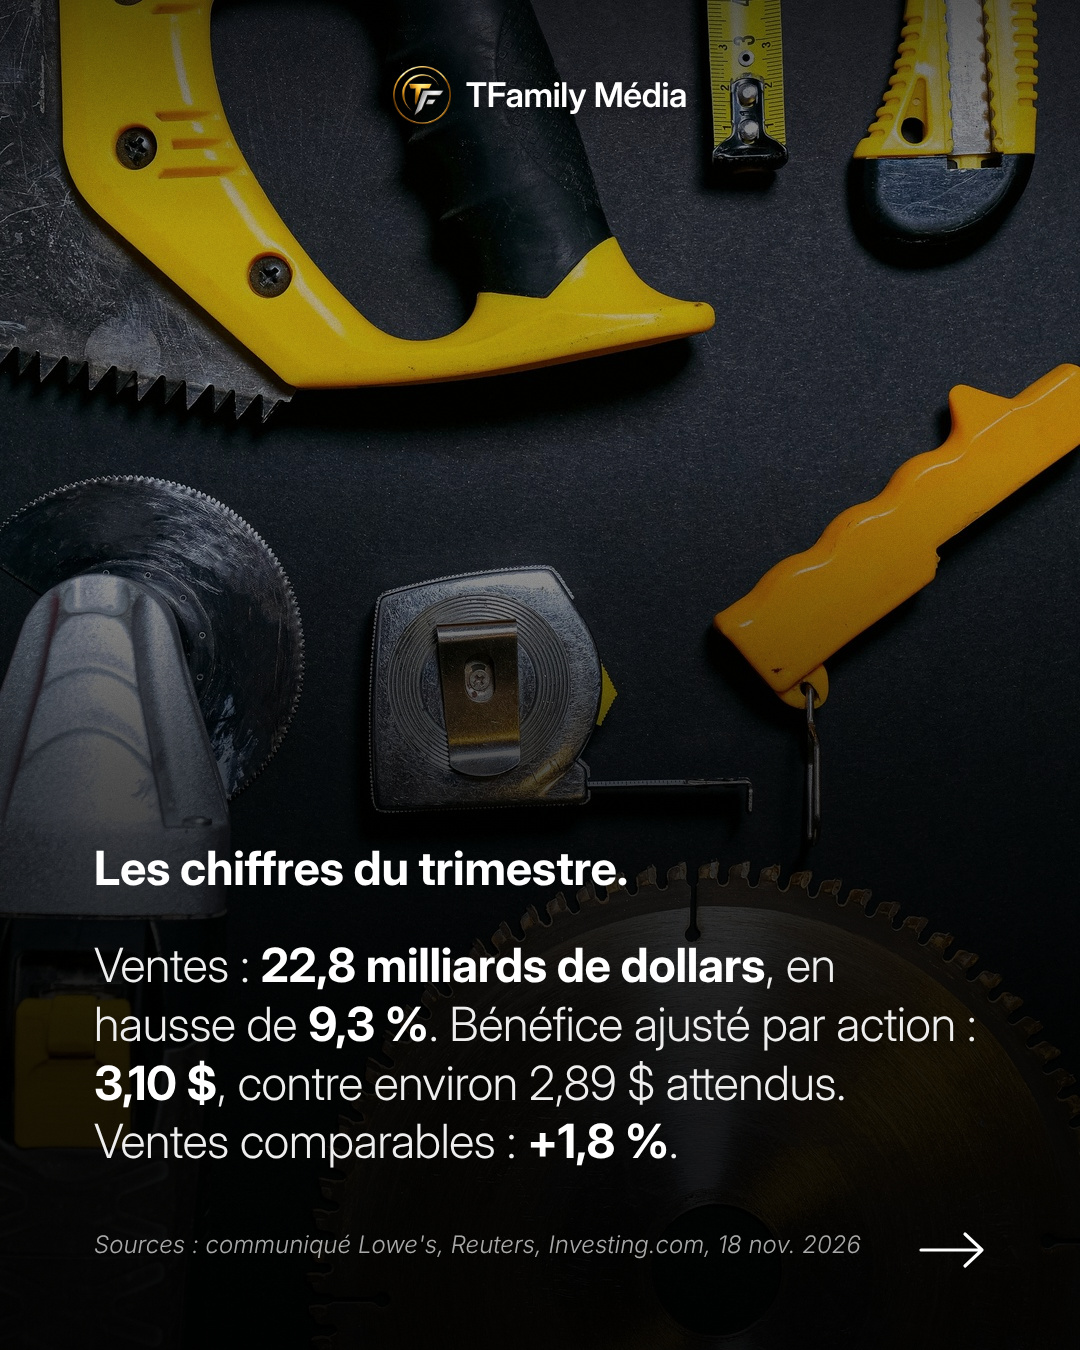 TF TFamily Média
Les chiffres du trimestre.
Ventes : 22,8 milliards de dollars, en
hausse de 9,3 %. Bénéfice ajusté par action :
3,10 $, contre environ 2,89 $ attendus.
Ventes comparables : +1,8 %.
Sources : communiqué Lowe's, Reuters, Investing.com, 18 nov. 2026